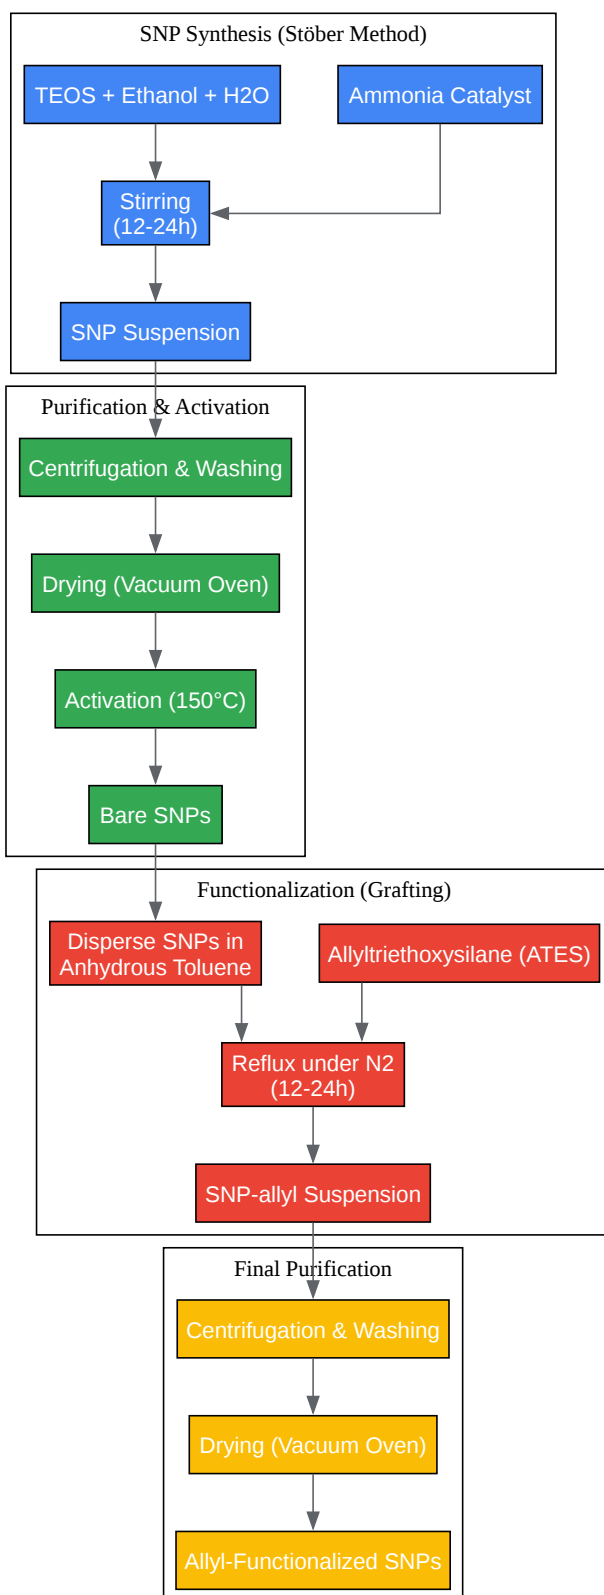 SNP Synthesis (Stöber Method)
TEOS + Ethanol + H2O
Ammonia Catalyst
Stirring
(12-24h)
SNP Suspension
Purification & Activation
Centrifugation & Washing
Drying (Vacuum Oven)
Activation (150°C)
Bare SNPs
Functionalization (Grafting)
Disperse SNPs in
Anhydrous Toluene
Allyltriethoxysilane (ATES)
Reflux under N2
(12-24h)
SNP-allyl Suspension
Final Purification
Centrifugation & Washing
Drying (Vacuum Oven)
Allyl-Functionalized SNPs